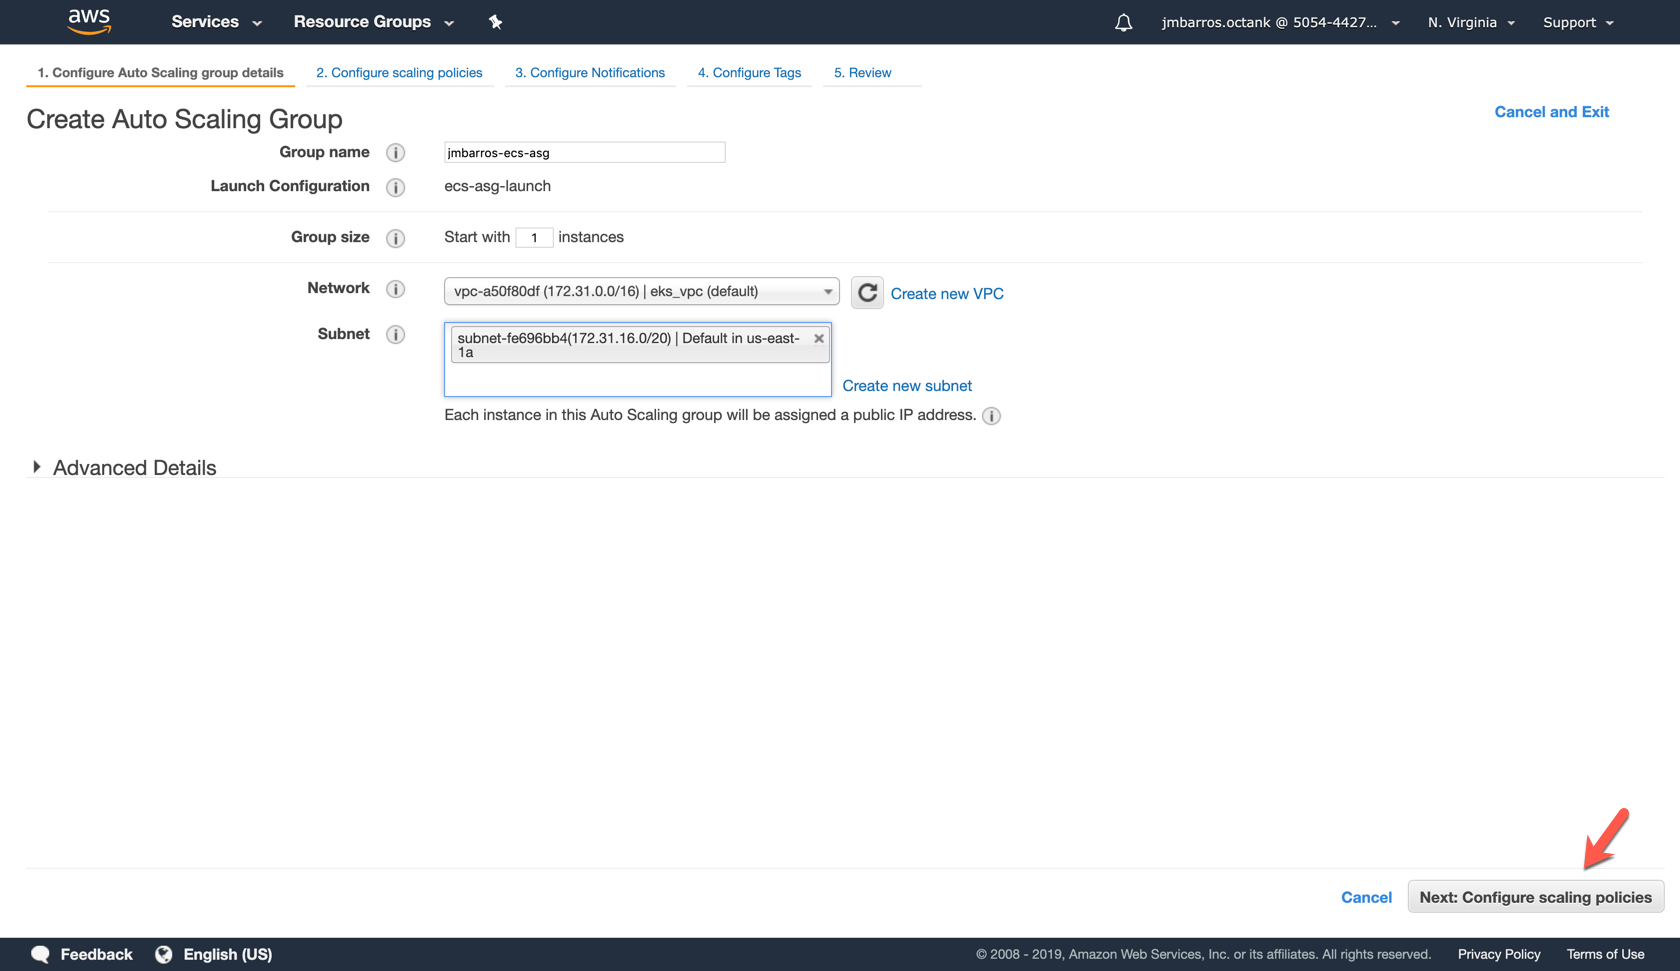 aws Services Resource Groups jmbarros.octank @ 5054-4427... N. Virginia Support
1. Configure Auto Scaling group details 2. Configure scaling policies 3. Configure Notifications 4. Configure Tags 5. Review
Create Auto Scaling Group
Cancel and Exit
Group name i jmbarros-ecs-asg
Launch Configuration i ecs-asg-launch
Group size i Start with 1 instances
Network i vpc-a50f80df (172.31.0.0/16) | eks_vpc (default) Create new VPC
Subnet i subnet-fe696bb4(172.31.16.0/20) | Default in us-east-
1a
Create new subnet
Each instance in this Auto Scaling group will be assigned a public IP address. i
Advanced Details
Cancel Next: Configure scaling policies
Feedback English (US) © 2008 - 2019, Amazon Web Services, Inc. or its affiliates. All rights reserved. Privacy Policy Terms of Use